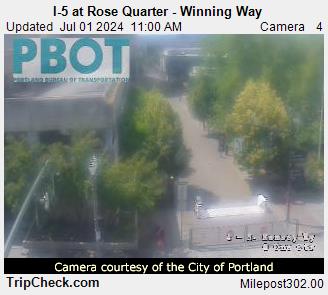 I-5 at Rose Quarter - Winning Way
Updated Jul 01 2024 11:00 AM Camera 4
PBOT
PORTLAND BUREAU OF TRANSPORTATION
Camera courtesy of the City of Portland
TripCheck.com Milepost302.00